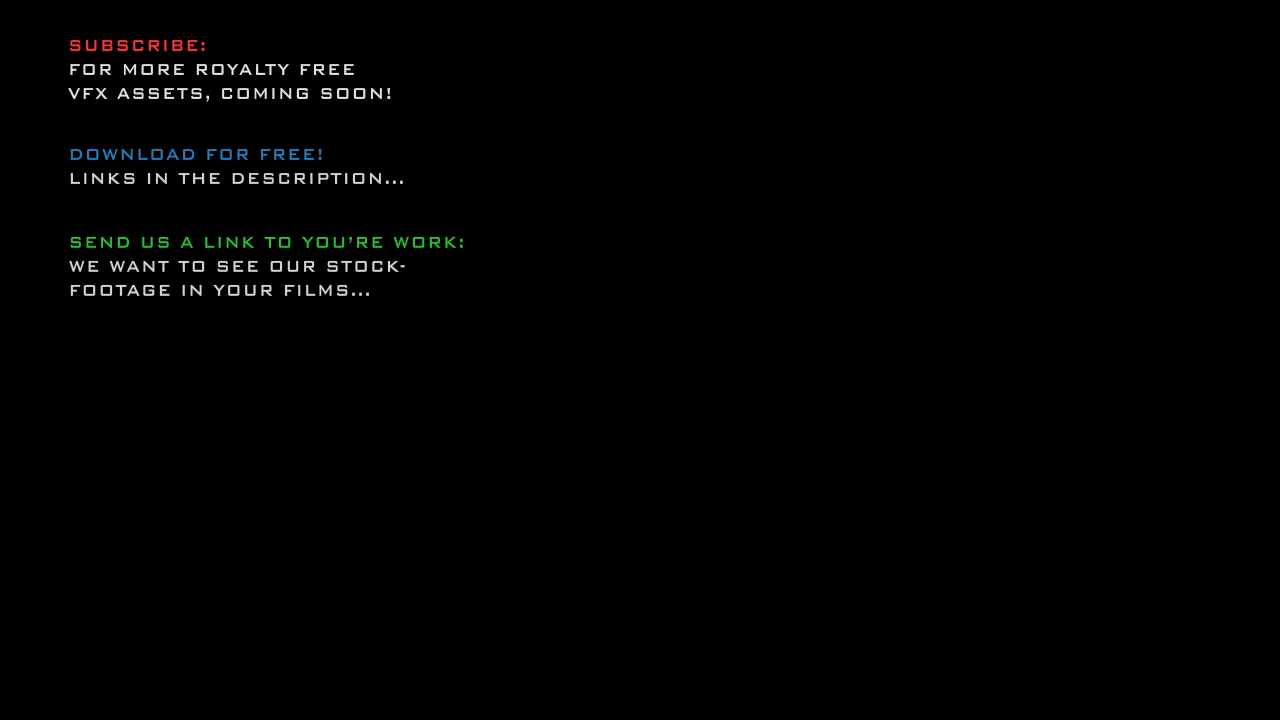 SUBSCRIBE:
FOR MORE ROYALTY FREE
VFX ASSETS, COMING SOON!
DOWNLOAD FOR FREE!
LINKS IN THE DESCRIPTION...
SEND US A LINK TO YOU'RE WORK:
WE WANT TO SEE OUR STOCK-
FOOTAGE IN YOUR FILMS...